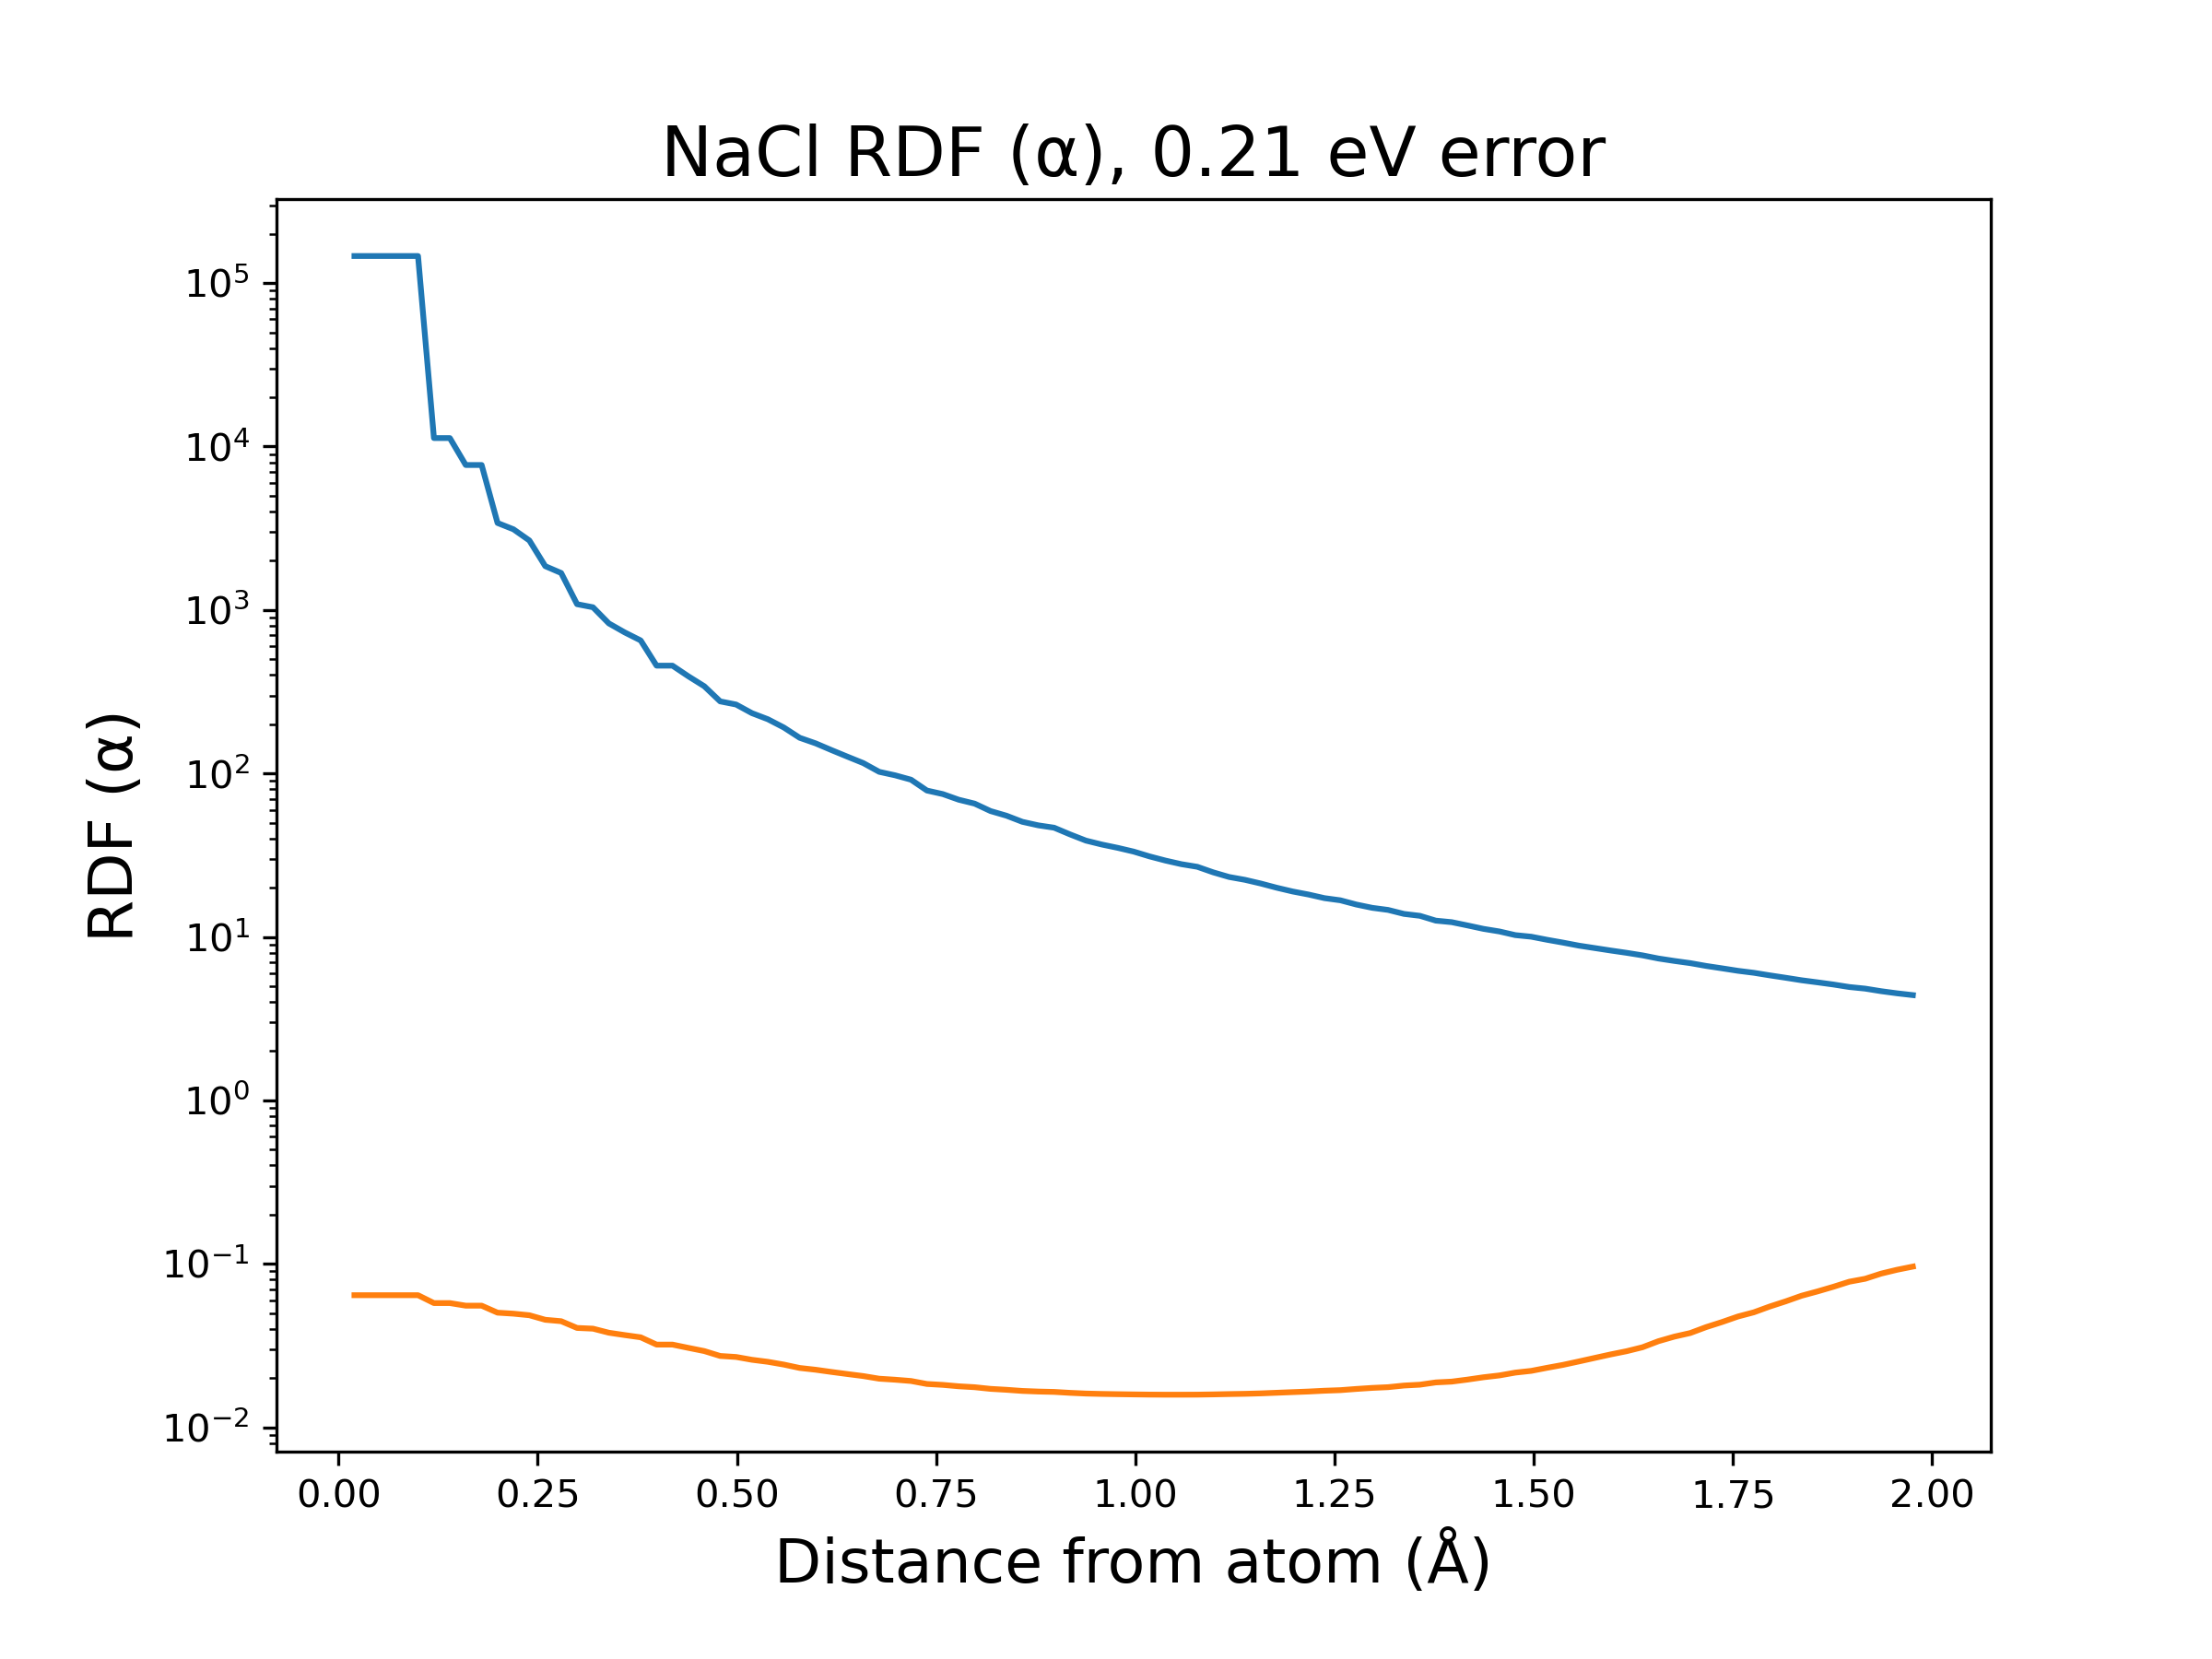 NaCl RDF (α), 0.21 eV error
RDF (α)
10⁵
10⁴
10³
10²
10¹
10⁰
10⁻¹
10⁻²
0.00 0.25 0.50 0.75 1.00 1.25 1.50 1.75 2.00
Distance from atom (Å)